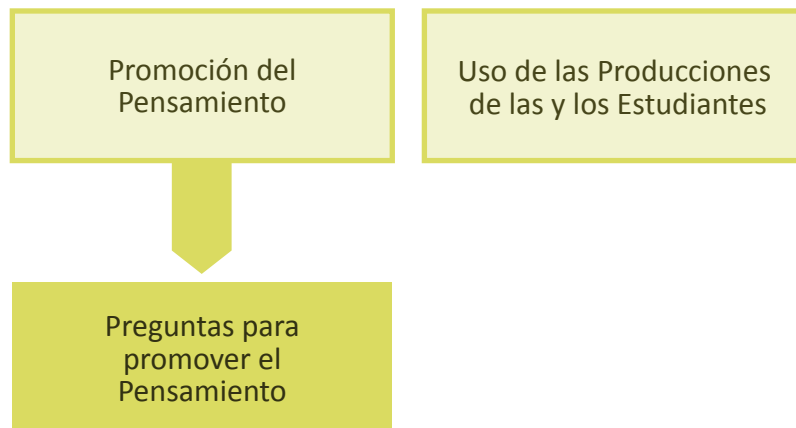 Promoción del
Pensamiento
Uso de las Producciones
de las y los Estudiantes
Preguntas para
promover el
Pensamiento